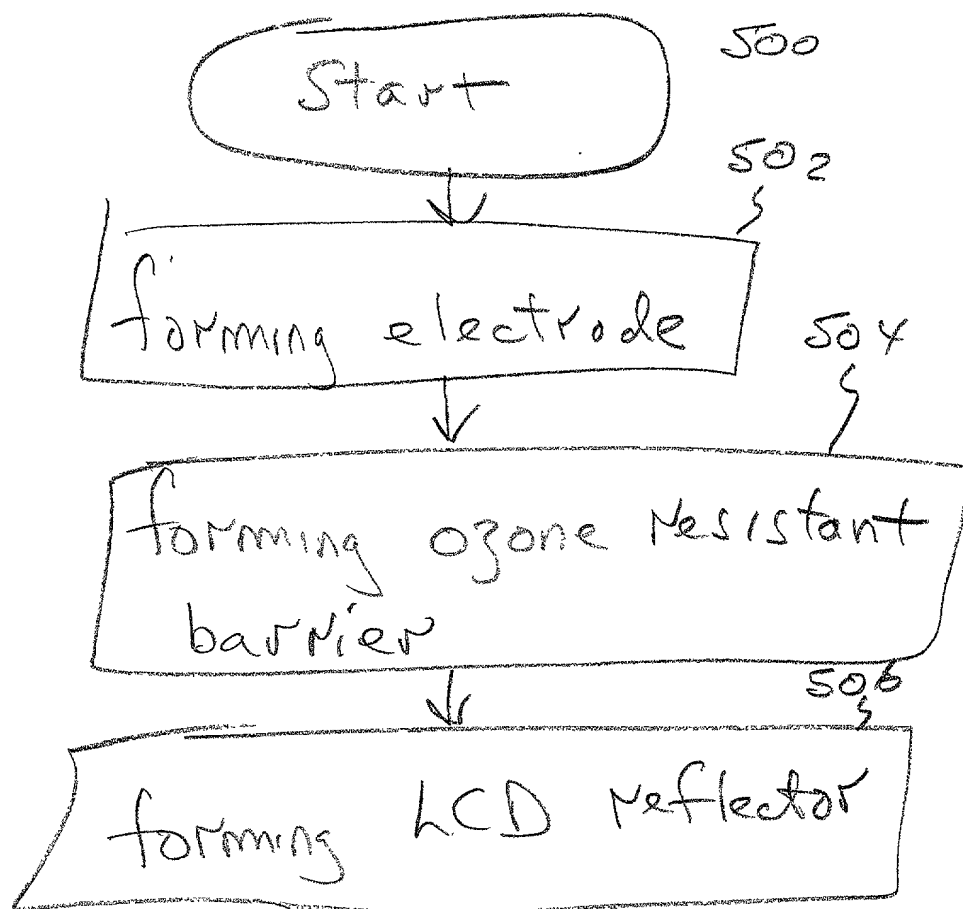 500
Start
502
forming electrode
504
forming ozone resistant
barrier
506
forming LCD reflector